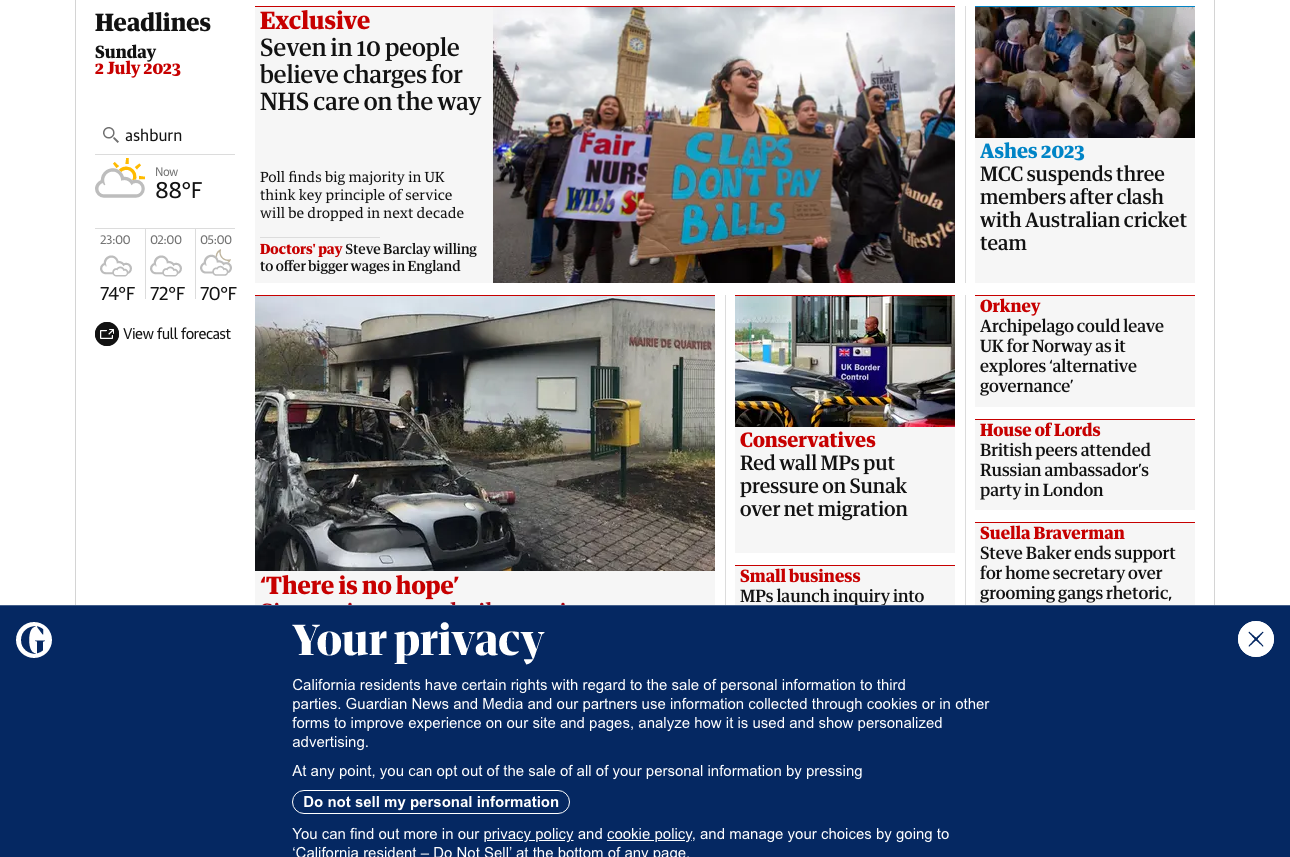 Headlines
Sunday
2 July 2023
ashburn
Now
88°F
23:00
02:00
05:00
74°F
72°F
70°F
View full forecast
Exclusive
Seven in 10 people
believe charges for
NHS care on the way
Poll finds big majority in UK
think key principle of service
will be dropped in next decade
Doctors' pay Steve Barclay willing
to offer bigger wages in England
Fair
NURS
WILL
CLAPS
DON'T PAY
BILLS
STRIKE
SAVE
NHS
anola
Lifestyle
Ashes 2023
MCC suspends three
members after clash
with Australian cricket
team
MAIRIE DE QUARTIER
‘There is no hope’
UK Border
Control
Conservatives
Red wall MPs put
pressure on Sunak
over net migration
Small business
MPs launch inquiry into
Orkney
Archipelago could leave
UK for Norway as it
explores ‘alternative
governance’
House of Lords
British peers attended
Russian ambassador’s
party in London
Suella Braverman
Steve Baker ends support
for home secretary over
grooming gangs rhetoric,
G
Your privacy
California residents have certain rights with regard to the sale of personal information to third
parties. Guardian News and Media and our partners use information collected through cookies or in other
forms to improve experience on our site and pages, analyze how it is used and show personalized
advertising.
At any point, you can opt out of the sale of all of your personal information by pressing
Do not sell my personal information
You can find out more in our privacy policy and cookie policy, and manage your choices by going to
‘California resident – Do Not Sell’ at the bottom of any page.